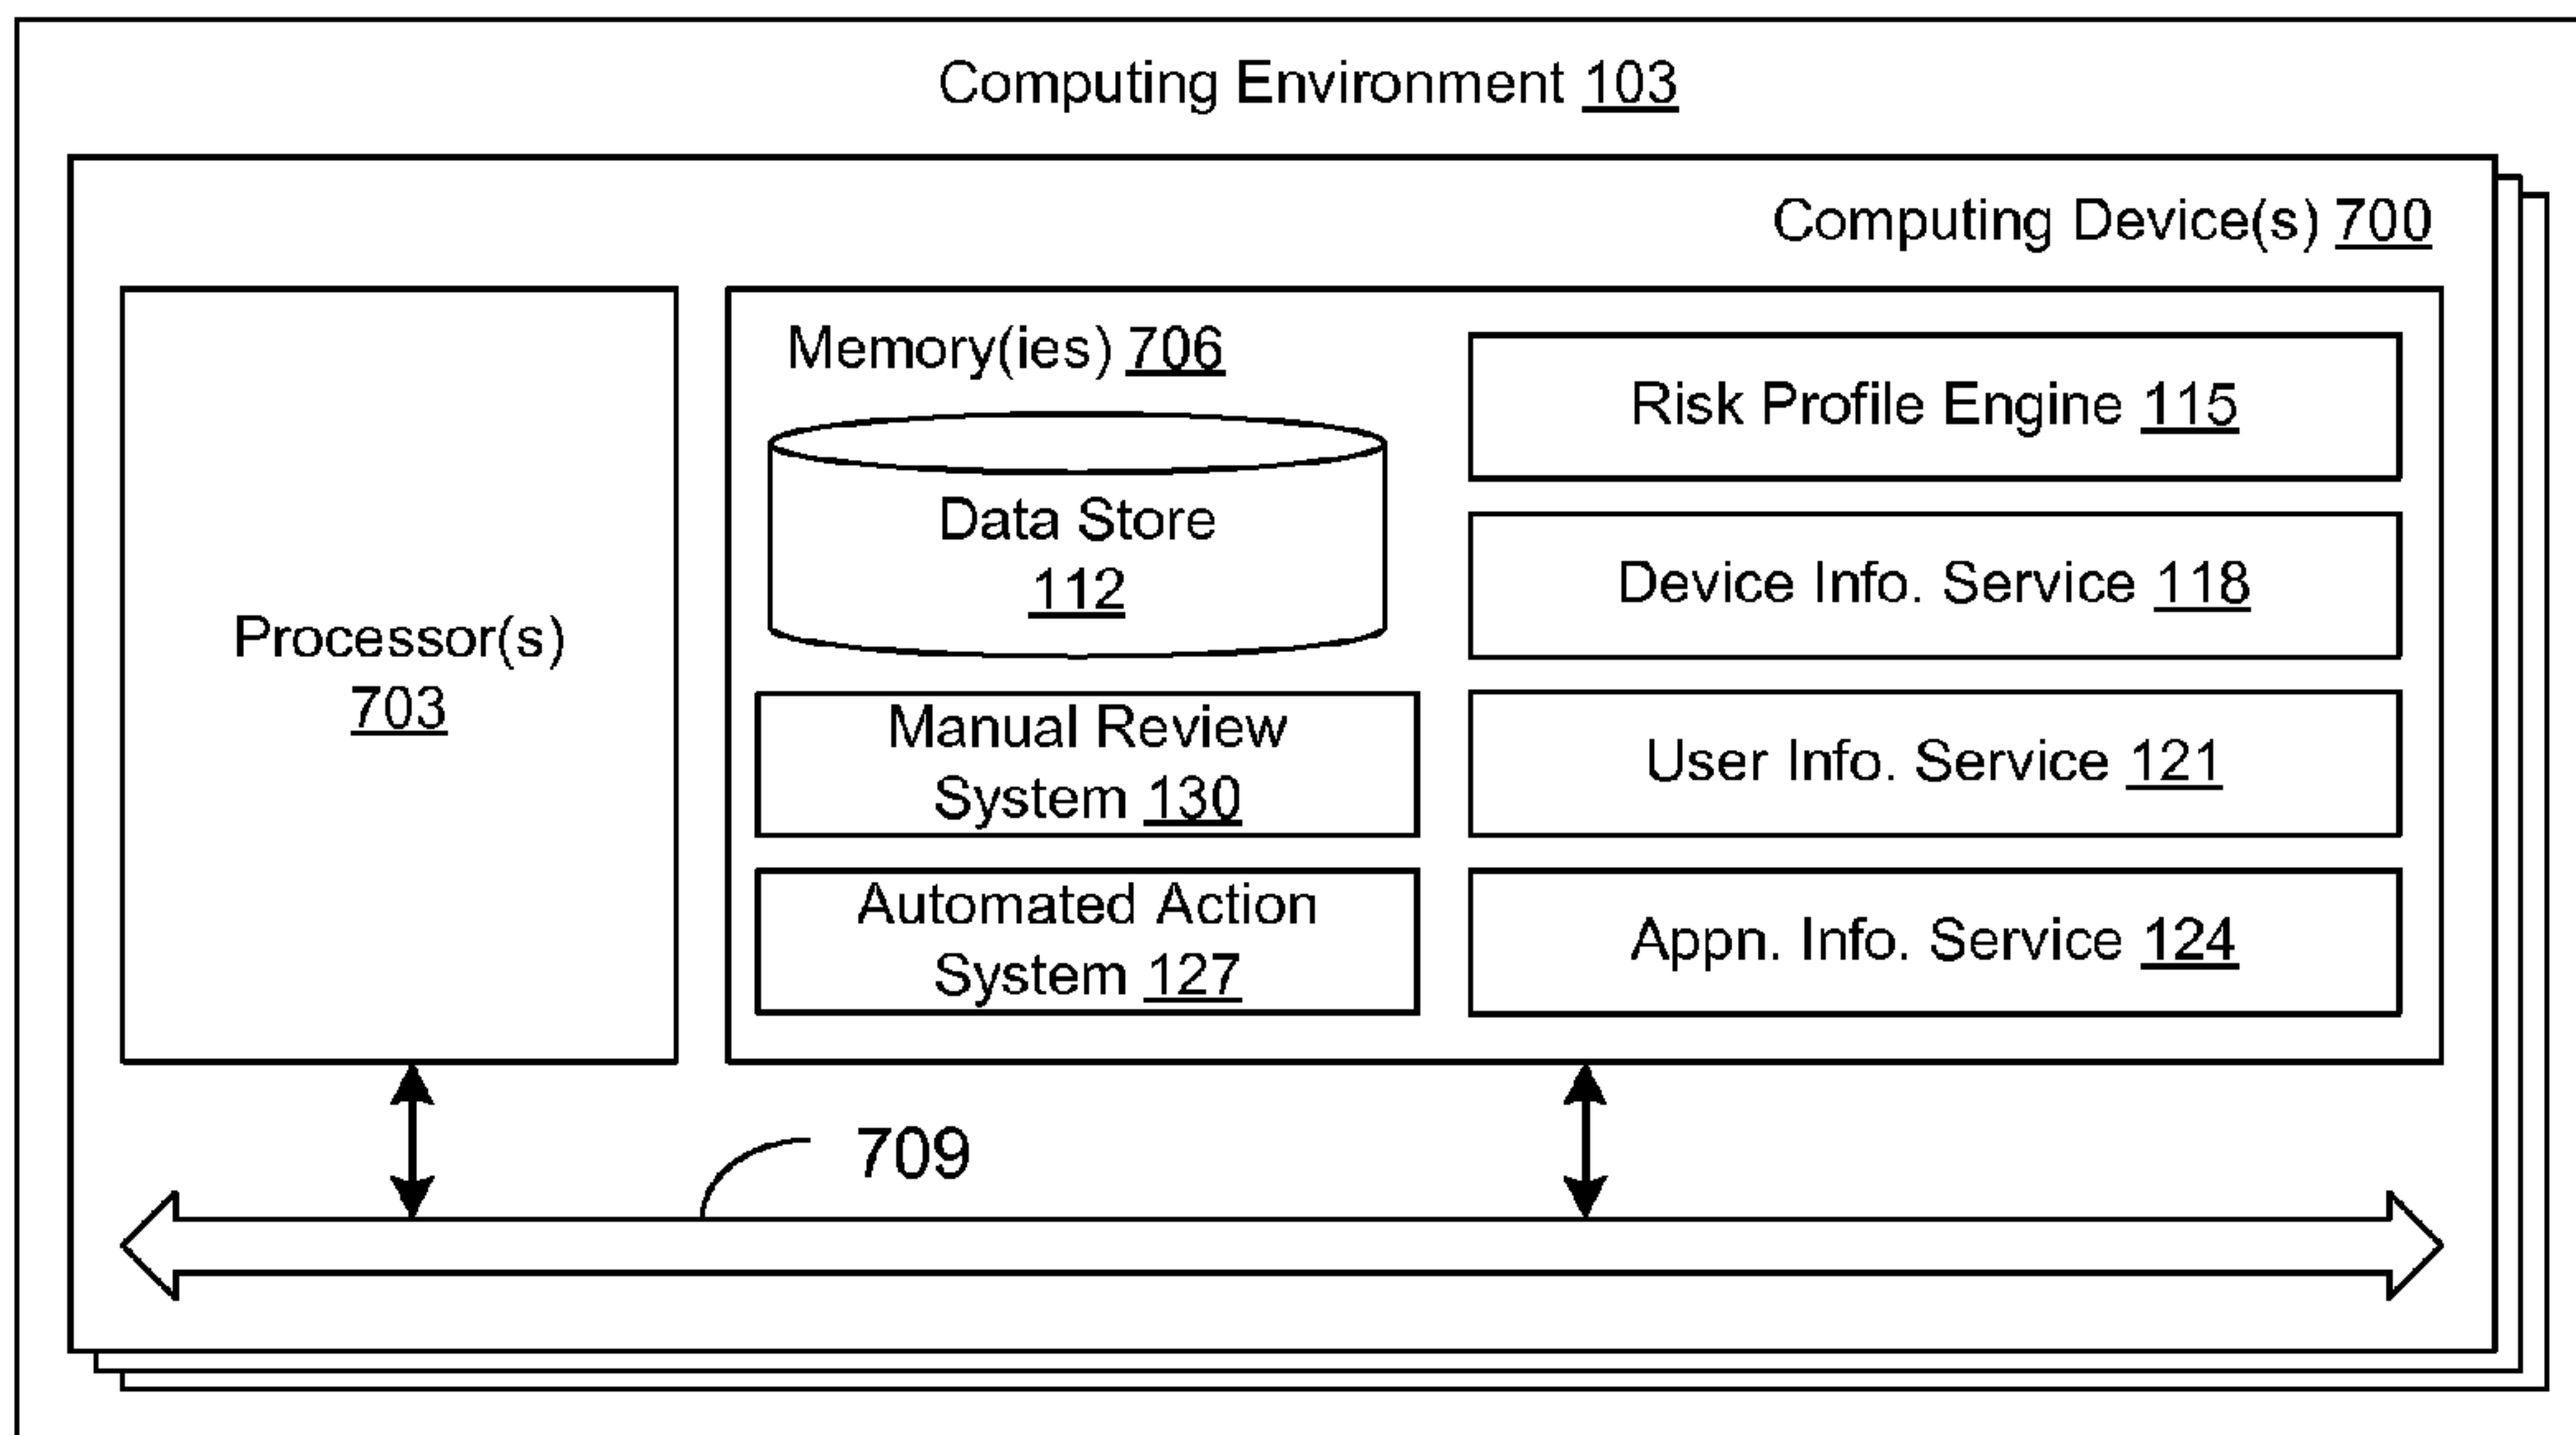 Computing Environment 103
Computing Device(s) 700
Processor(s)
703
Memory(ies) 706
Data Store
112
Manual Review
System 130
Automated Action
System 127
Risk Profile Engine 115
Device Info. Service 118
User Info. Service 121
Appn. Info. Service 124
709